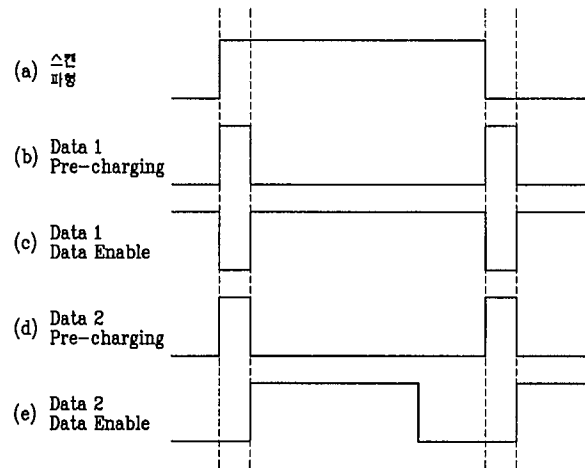 (a) 스캔
파형
(b) Data 1
Pre-charging
(c) Data 1
Data Enable
(d) Data 2
Pre-charging
(e) Data 2
Data Enable